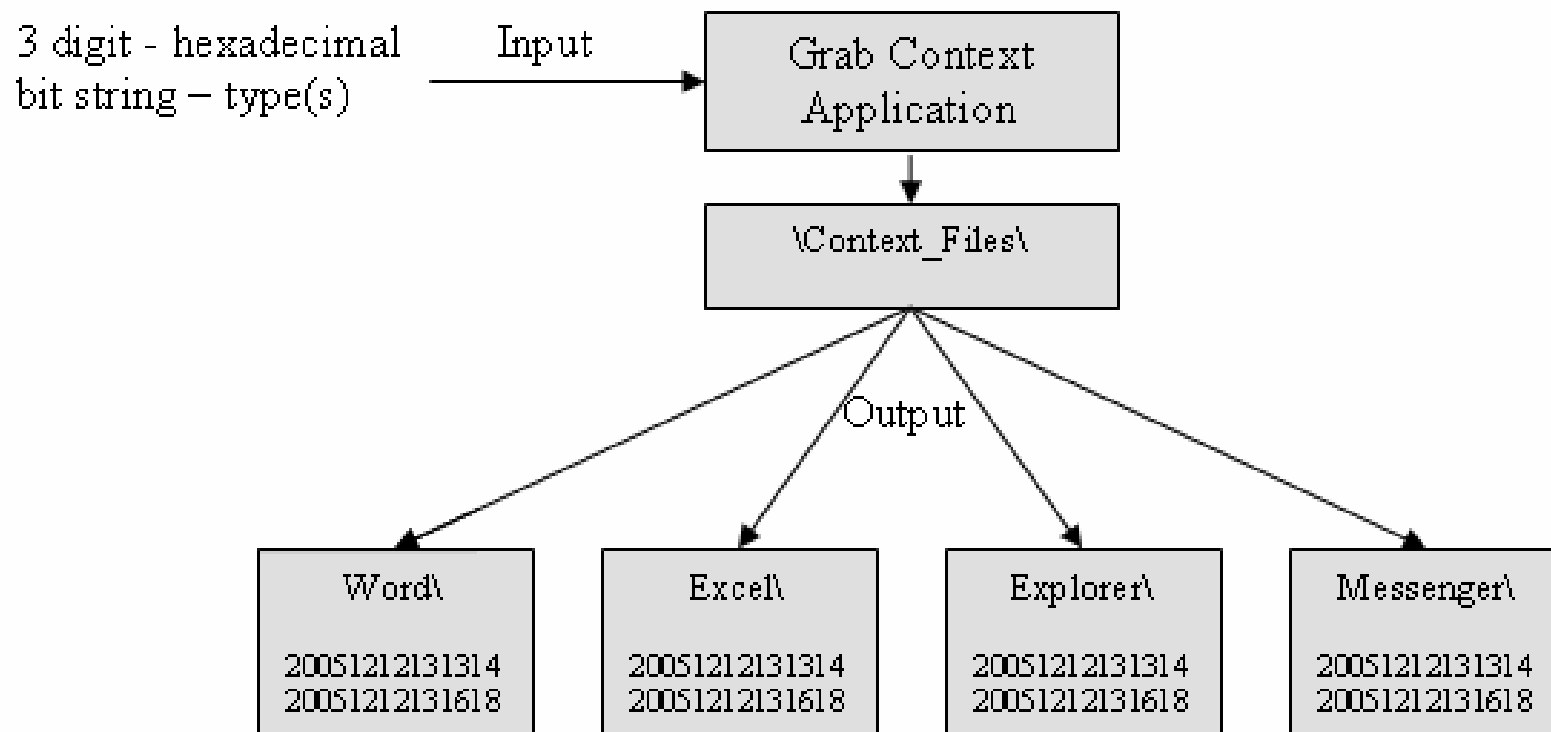 3 digit - hexadecimal
bit string – type(s)
Input
Grab Context
Application
\Context_Files\
Output
Word\
20051212131314
20051212131618
Excel\
20051212131314
20051212131618
Explorer\
20051212131314
20051212131618
Messenger\
20051212131314
20051212131618